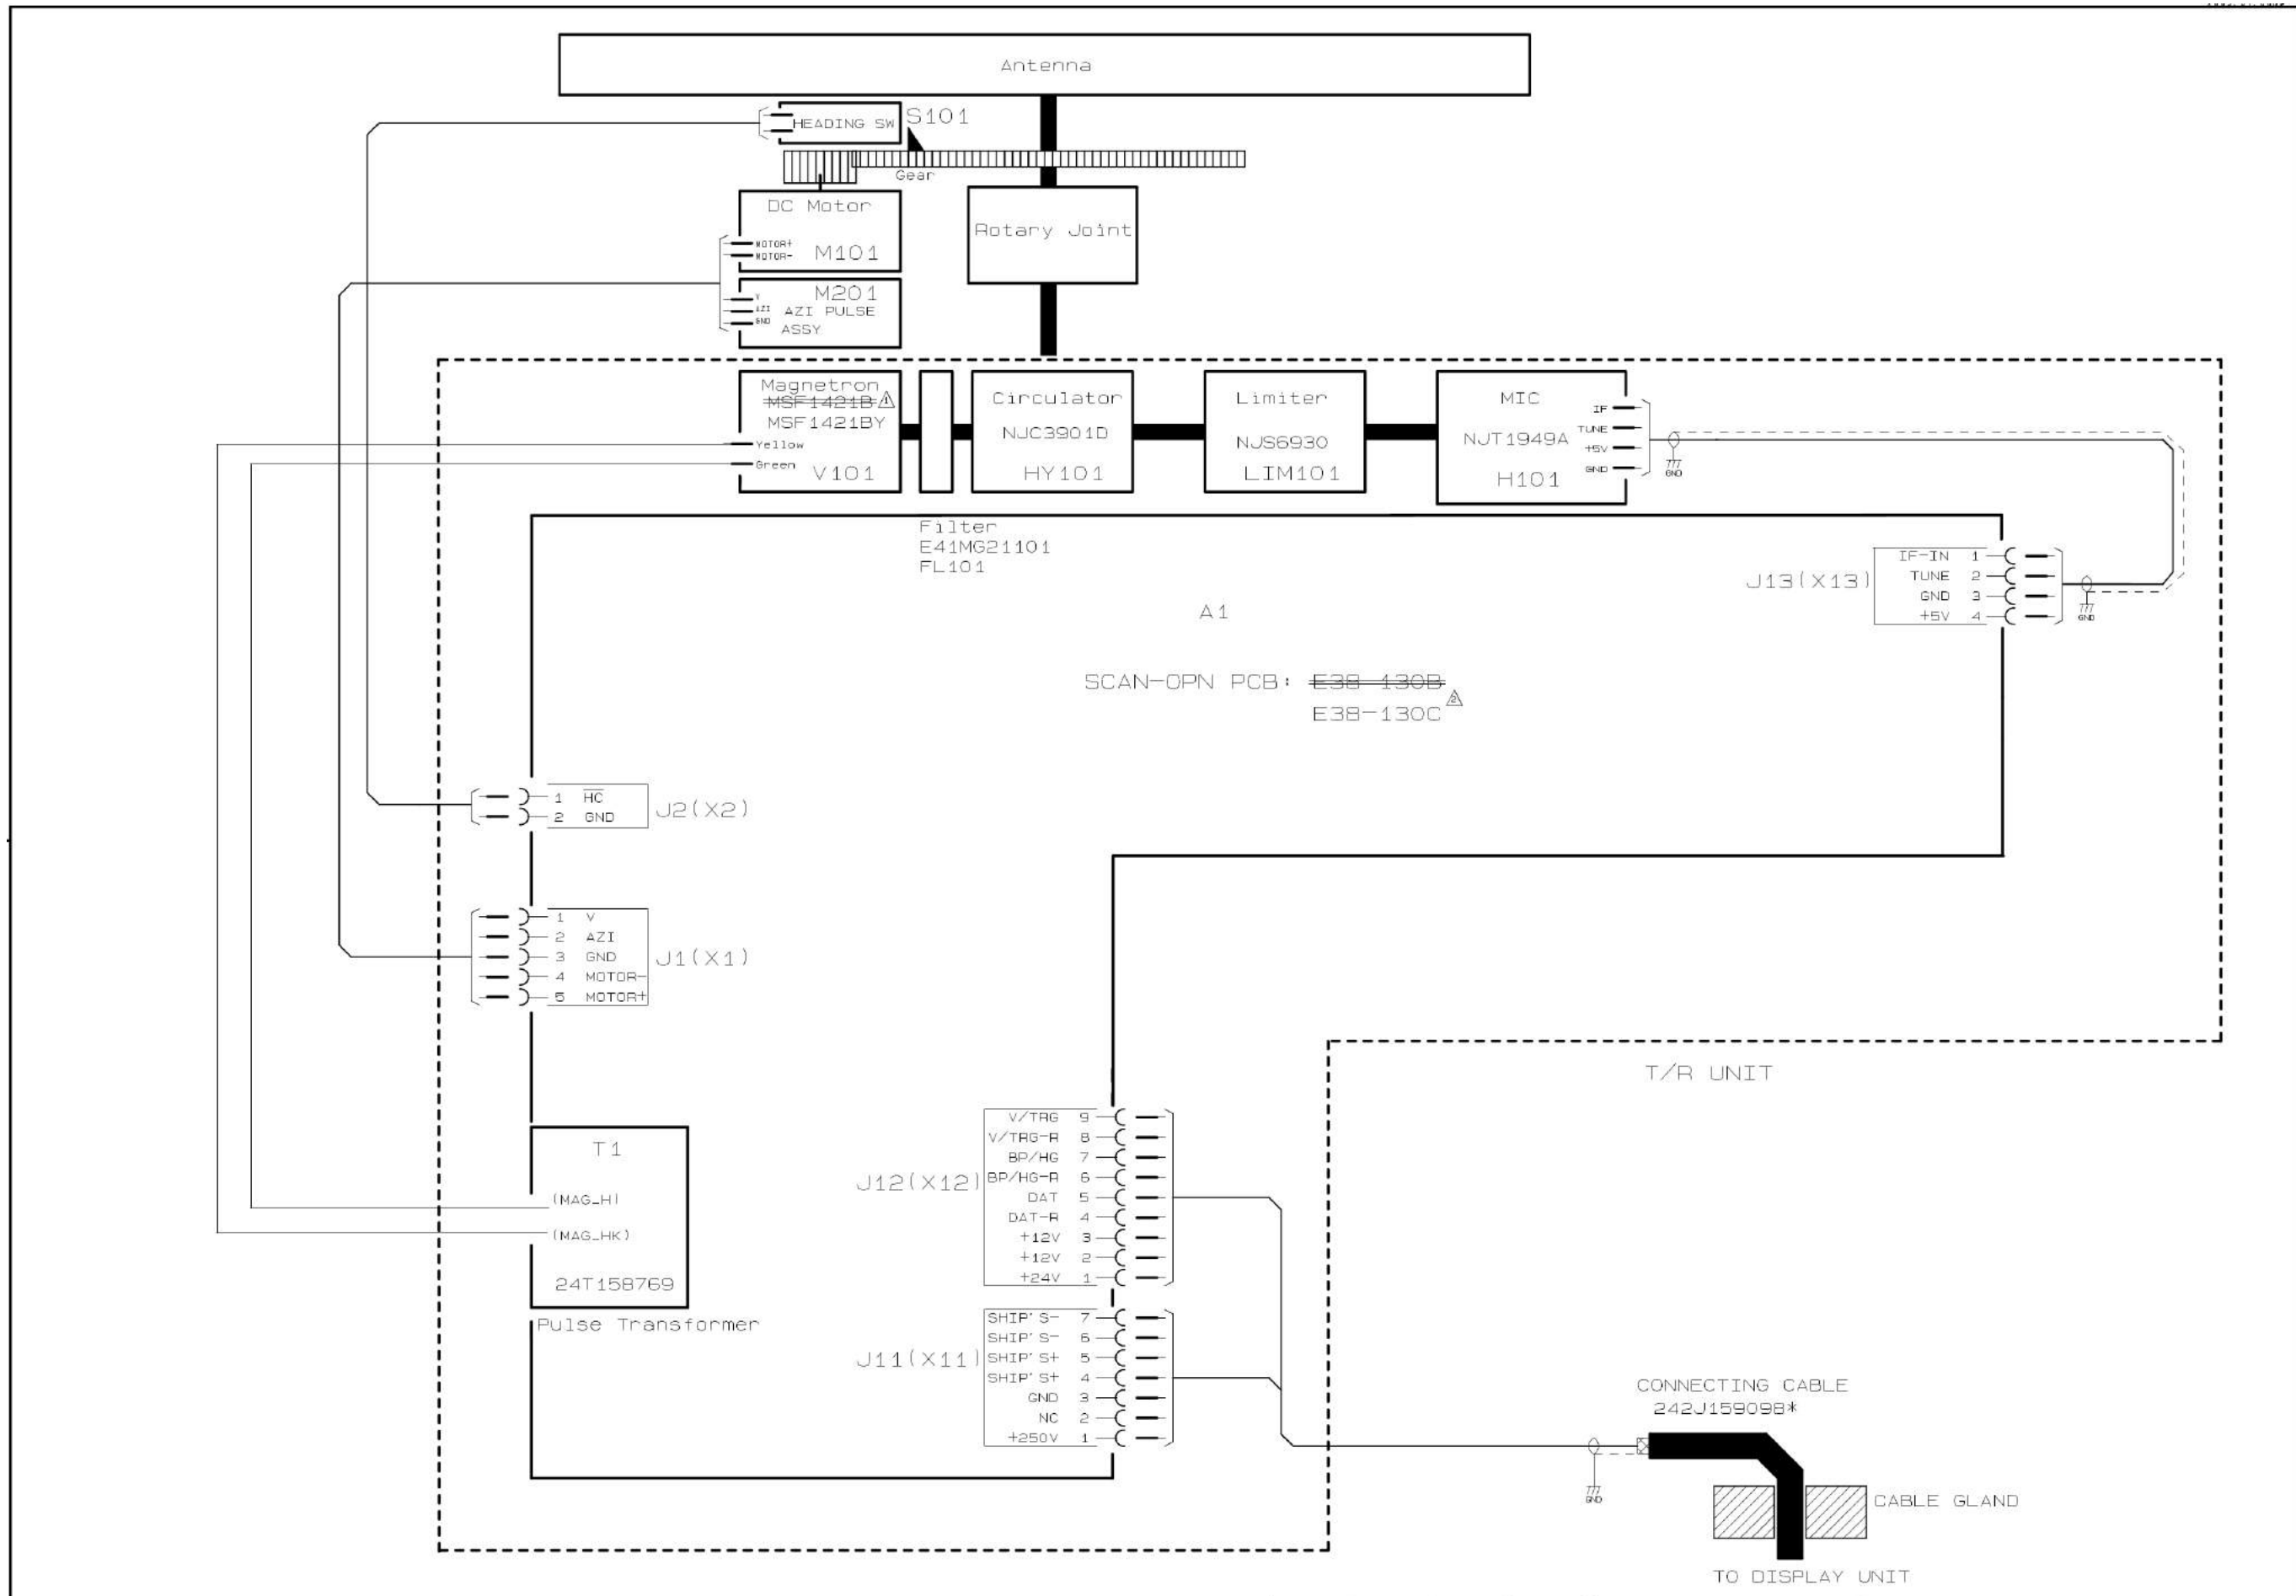 Antenna
HEADING SW
S101
Gear
DC Motor
MOTOR+
MOTOR-
M101
Rotary Joint
M201
V
AZI
GND
AZI PULSE
ASSY
Magnetron
MSF1421B 1
MSF1421BY
Yellow
Green
V101
Circulator
NJC3901D
HY101
Limiter
NJS6930
LIM101
MIC
NJT1949A
H101
IF
TUNE
+5V
GND
GND
Filter
E41MG21101
FL101
J13(X13)
IF-IN 1
TUNE 2
GND 3
+5V 4
GND
A1
SCAN-OPN PCB: E38-130B
E38-130C 2
1 HC
2 GND
J2(X2)
1 V
2 AZI
3 GND
4 MOTOR-
5 MOTOR+
J1(X1)
T/R UNIT
T1
(MAG_H)
(MAG_HK)
24T158769
Pulse Transformer
J12(X12)
V/TRG 9
V/TRG-R 8
BP/HG 7
BP/HG-R 6
DAT 5
DAT-R 4
+12V 3
+12V 2
+24V 1
J11(X11)
SHIP'S- 7
SHIP'S- 6
SHIP'S+ 5
SHIP'S+ 4
GND 3
NC 2
+250V 1
CONNECTING CABLE
242J159098*
GND
CABLE GLAND
TO DISPLAY UNIT